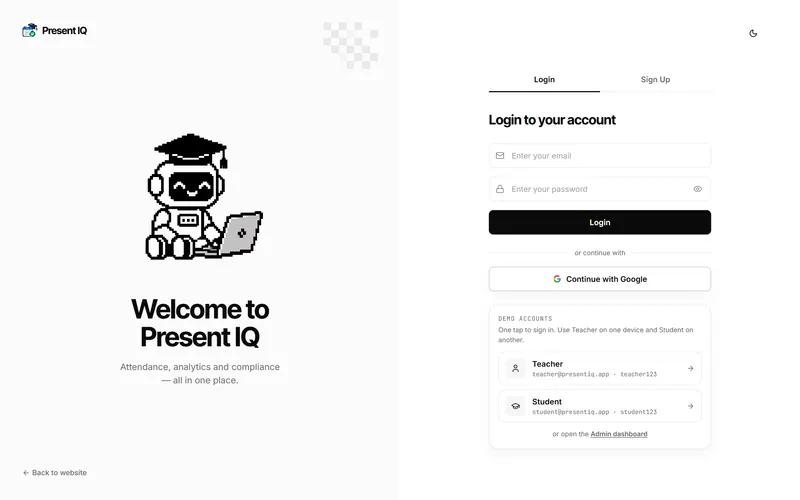 Present IQ
Welcome to
Present IQ
Attendance, analytics and compliance
— all in one place.
← Back to website
Login
Sign Up
Login to your account
Enter your email
Enter your password
Login
or continue with
Continue with Google
DEMO ACCOUNTS
One tap to sign in. Use Teacher on one device and Student on
another.
Teacher
teacher@presentiq.app · teacher123
Student
student@presentiq.app · student123
or open the Admin dashboard